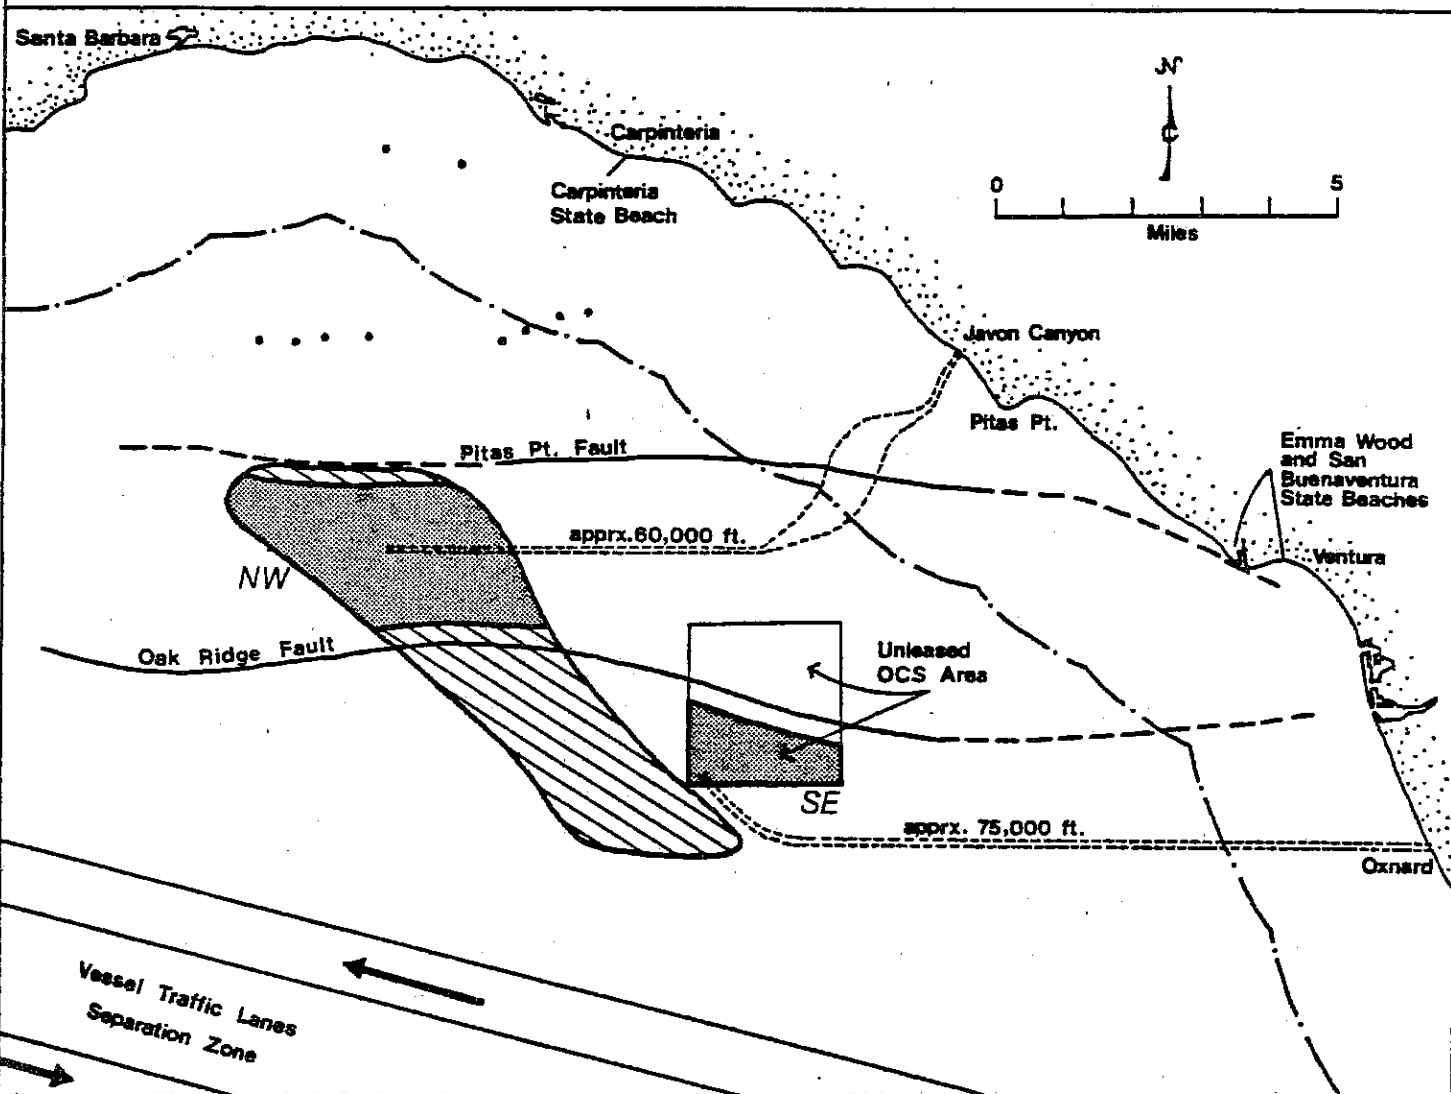 Santa Barbara
N
Carpinteria
0 5
Carpinteria
State Beach
Miles
Javon Canyon
Pitas Pt.
Pitas Pt. Fault
Emma Wood
and San
Buenaventura
State Beaches
apprx.60,000 ft.
Ventura
NW
Oak Ridge Fault
Unleased
OCS Area
SE
apprx. 75,000 ft.
Oxnard
Vessel Traffic Lanes
Separation Zone